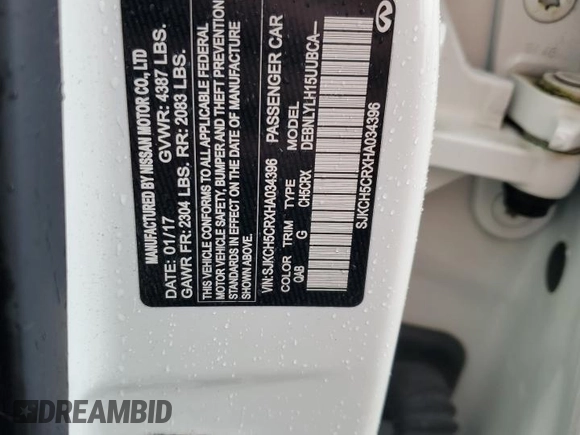 MANUFACTURED BY NISSAN MOTOR CO., LTD
DATE: 01/17 GVWR: 4387 LBS.
GAWR FR: 2304 LBS. RR: 2083 LBS.
THIS VEHICLE CONFORMS TO ALL APPLICABLE FEDERAL
MOTOR VEHICLE SAFETY, BUMPER AND THEFT PREVENTION
STANDARDS IN EFFECT ON THE DATE OF MANUFACTURE
SHOWN ABOVE.
VIN:SJKCH5CRXHA034396 PASSENGER CAR
COLOR TRIM TYPE MODEL
QAB G CH5CRX DEBNLYLH15UUBCA--
SJKCH5CRXHA034396
DREAMBID